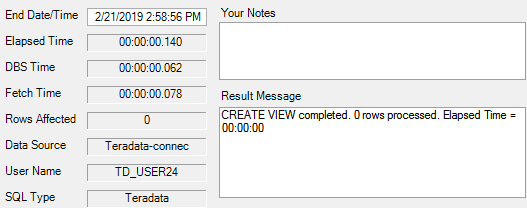 End Date/Time 2/21/2019 2:58:56 PM
Elapsed Time 00:00:00.140
DBS Time 00:00:00.062
Fetch Time 00:00:00.078
Rows Affected 0
Data Source Teradata-connec
User Name TD_USER24
SQL Type Teradata
Your Notes
Result Message
CREATE VIEW completed. 0 rows processed. Elapsed Time =
00:00:00